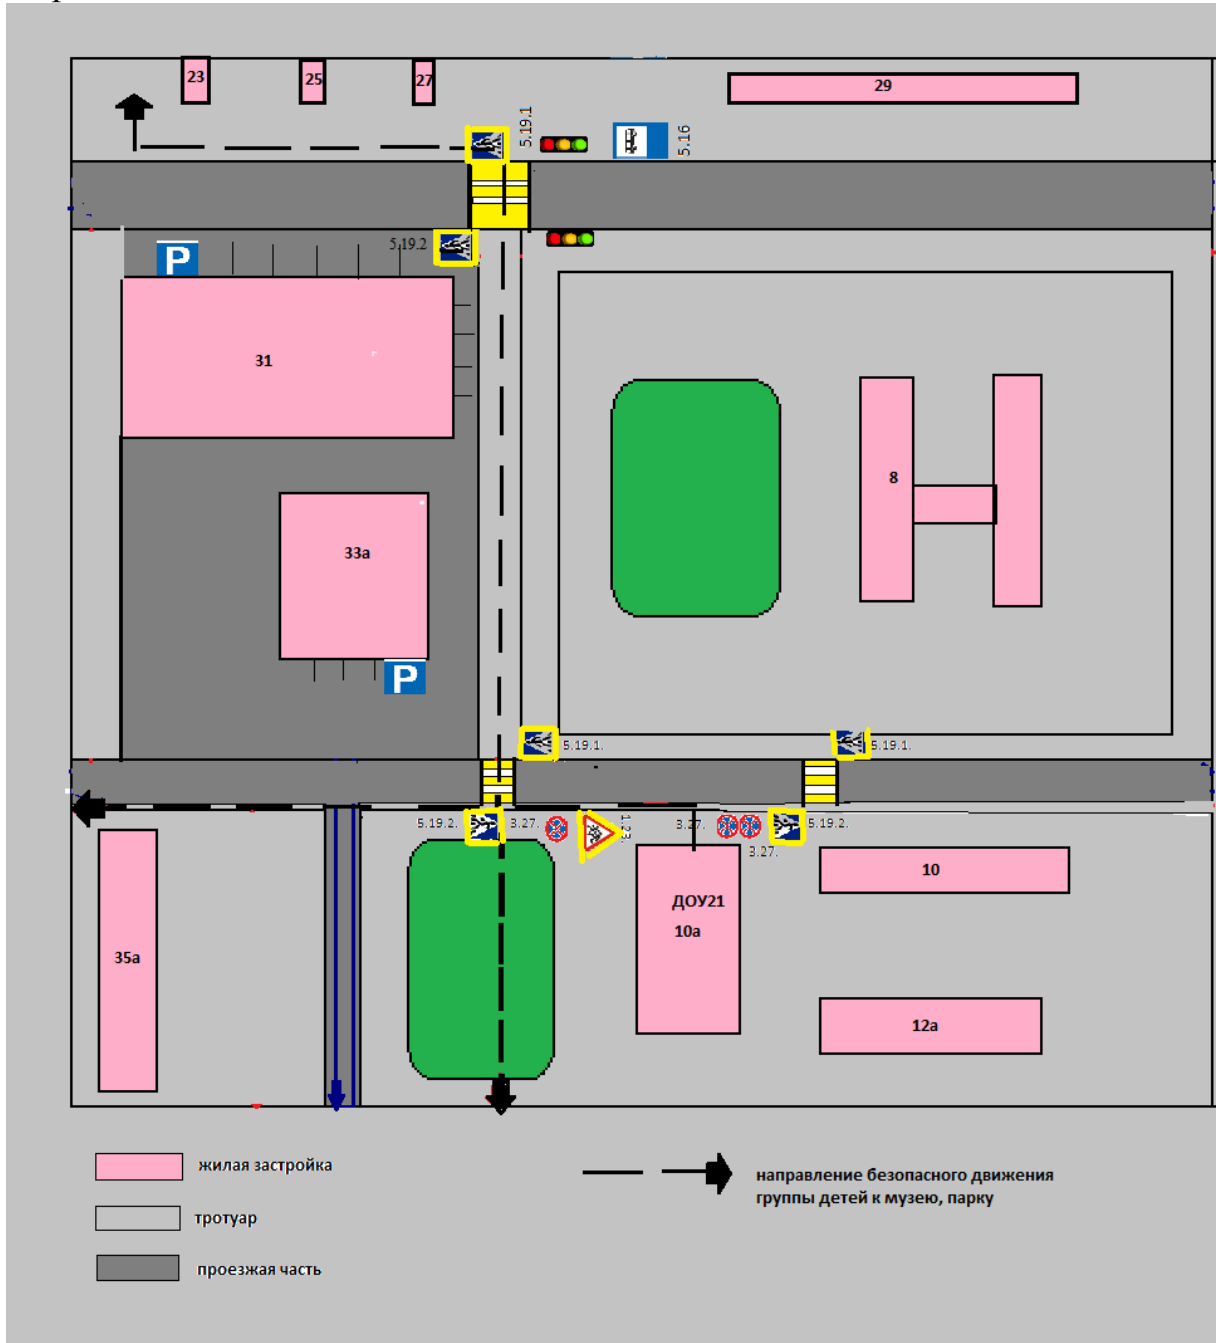 23
25
27
29
5.19.1
5.16
5.19.2
P
31
8
33а
P
5.19.1.
5.19.1.
5.19.2.
3.27.
1.23.
3.27.
3.27.
5.19.2.
10
ДОУ21
10а
35а
12а
жилая застройка
тротуар
проезжая часть
направление безопасного движения
группы детей к музею, парку